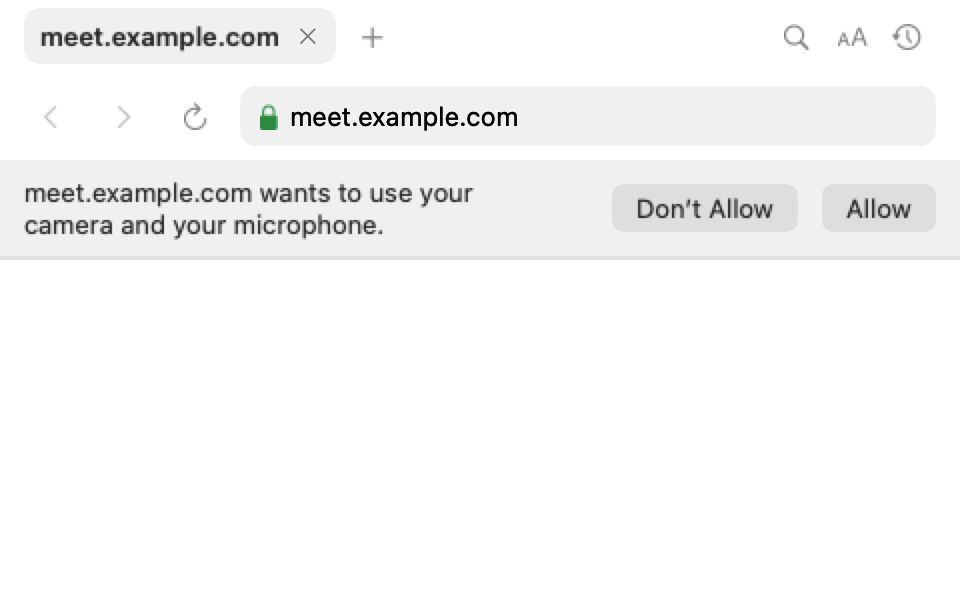 meet.example.com
AA
meet.example.com
meet.example.com wants to use your
camera and your microphone.
Don’t Allow
Allow